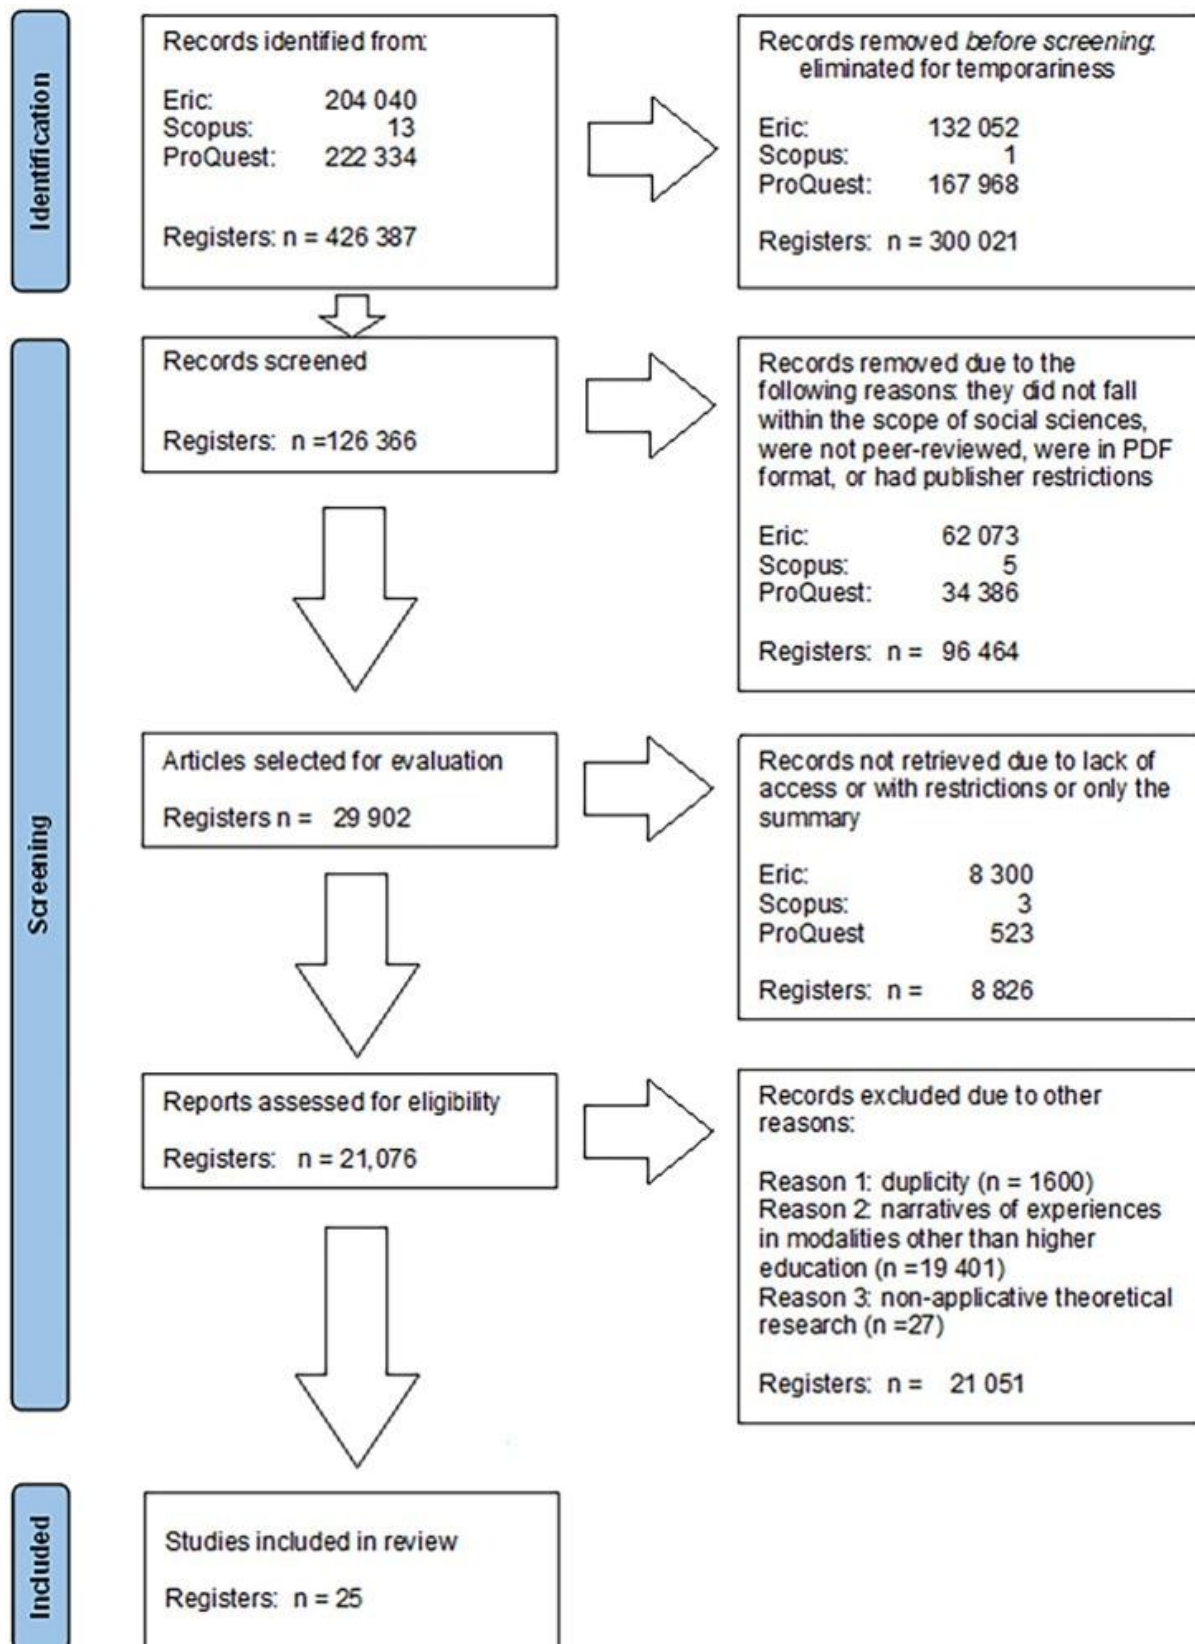 Identification
Records identified from:
Eric: 204 040
Scopus: 13
ProQuest: 222 334
Registers: n = 426 387
Records removed before screening:
eliminated for temporariness
Eric: 132 052
Scopus: 1
ProQuest: 167 968
Registers: n = 300 021
Screening
Records screened
Registers: n =126 366
Records removed due to the
following reasons: they did not fall
within the scope of social sciences,
were not peer-reviewed, were in PDF
format, or had publisher restrictions
Eric: 62 073
Scopus: 5
ProQuest: 34 386
Registers: n = 96 464
Articles selected for evaluation
Registers n = 29 902
Records not retrieved due to lack of
access or with restrictions or only the
summary
Eric: 8 300
Scopus: 3
ProQuest 523
Registers: n = 8 826
Reports assessed for eligibility
Registers: n = 21,076
Records excluded due to other
reasons:
Reason 1: duplicity (n = 1600)
Reason 2: narratives of experiences
in modalities other than higher
education (n =19 401)
Reason 3: non-applicative theoretical
research (n =27)
Registers: n = 21 051
Included
Studies included in review
Registers: n = 25